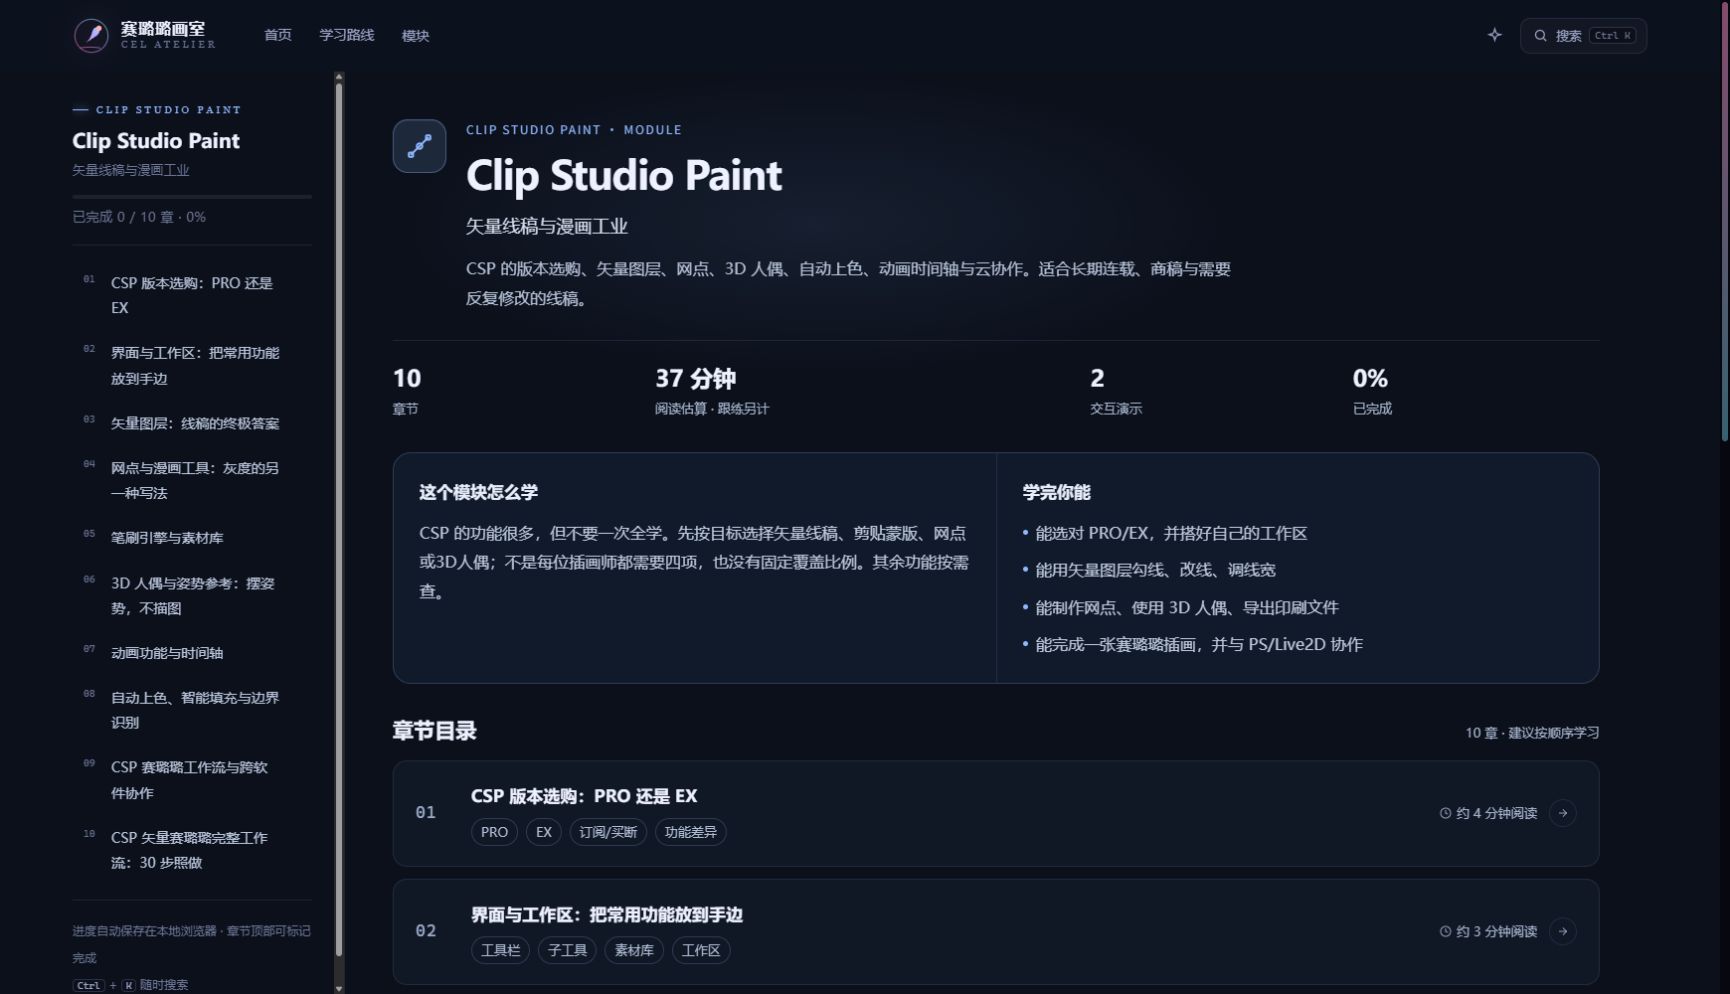 赛璐璐画室
CEL ATELIER
首页
学习路线
模块
搜索
Ctrl K
CLIP STUDIO PAINT
Clip Studio Paint
矢量线稿与漫画工业
已完成 0 / 10 章 · 0%
01
CSP 版本选购：PRO 还是
EX
02
界面与工作区：把常用功能
放到手边
03
矢量图层：线稿的终极答案
04
网点与漫画工具：灰度的另
一种写法
05
笔刷引擎与素材库
06
3D 人偶与姿势参考：摆姿
势，不描图
07
动画功能与时间轴
08
自动上色、智能填充与边界
识别
09
CSP 赛璐璐工作流与跨软
件协作
10
CSP 矢量赛璐璐完整工作
流：30 步照做
进度自动保存在本地浏览器 · 章节顶部可标记
完成
Ctrl + K 随时搜索
CLIP STUDIO PAINT • MODULE
Clip Studio Paint
矢量线稿与漫画工业
CSP 的版本选购、矢量图层、网点、3D 人偶、自动上色、动画时间轴与云协作。适合长期连载、商稿与需要
反复修改的线稿。
10
章节
37 分钟
阅读估算 · 跟练另计
2
交互演示
0%
已完成
这个模块怎么学
CSP 的功能很多，但不要一次全学。先按目标选择矢量线稿、剪贴蒙版、网点
或3D人偶；不是每位插画师都需要四项，也没有固定覆盖比例。其余功能按需
查。
学完你能
• 能选对 PRO/EX，并搭好自己的工作区
• 能用矢量图层勾线、改线、调线宽
• 能制作网点、使用 3D 人偶、导出印刷文件
• 能完成一张赛璐璐插画，并与 PS/Live2D 协作
章节目录
10 章 · 建议按顺序学习
01
CSP 版本选购：PRO 还是 EX
PRO
EX
订阅/买断
功能差异
约 4 分钟阅读
02
界面与工作区：把常用功能放到手边
工具栏
子工具
素材库
工作区
约 3 分钟阅读